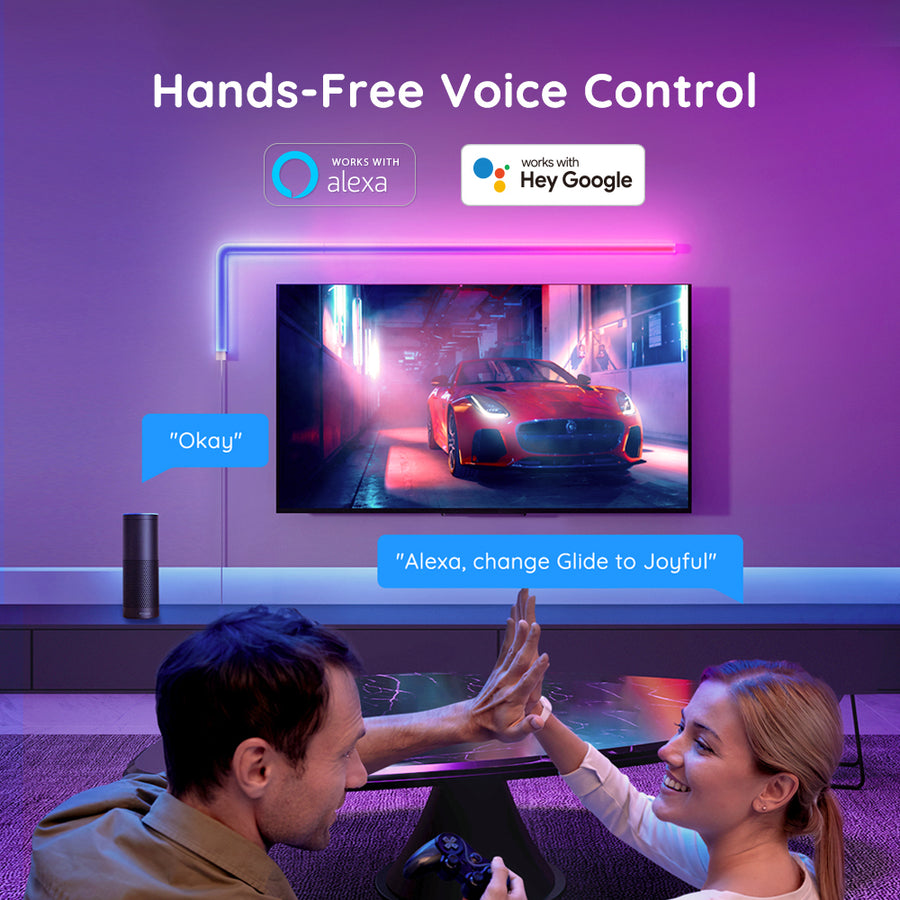 Hands-Free Voice Control
WORKS WITH
alexa
works with
Hey Google
"Okay"
"Alexa, change Glide to Joyful"